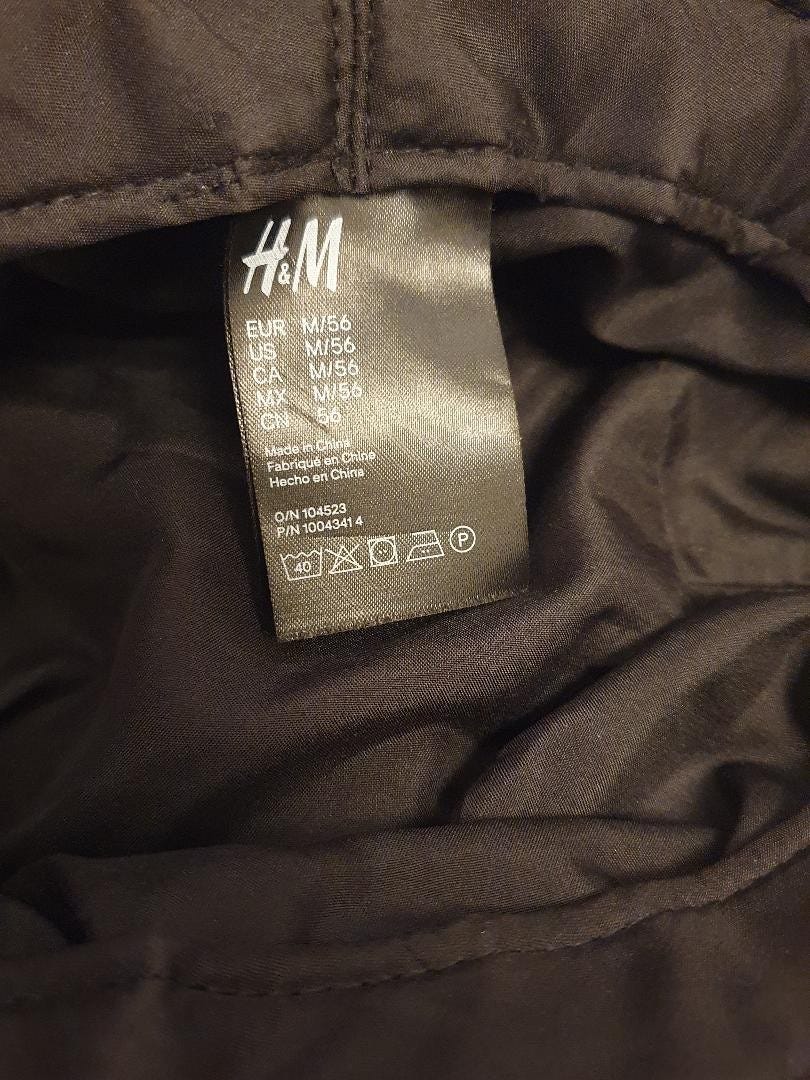 H&M
EUR M/56
US M/56
CA M/56
MX M/56
CN 56
Made in China
Fabriqué en Chine
Hecho en China
O/N 104523
P/N 1004341 4
40
P